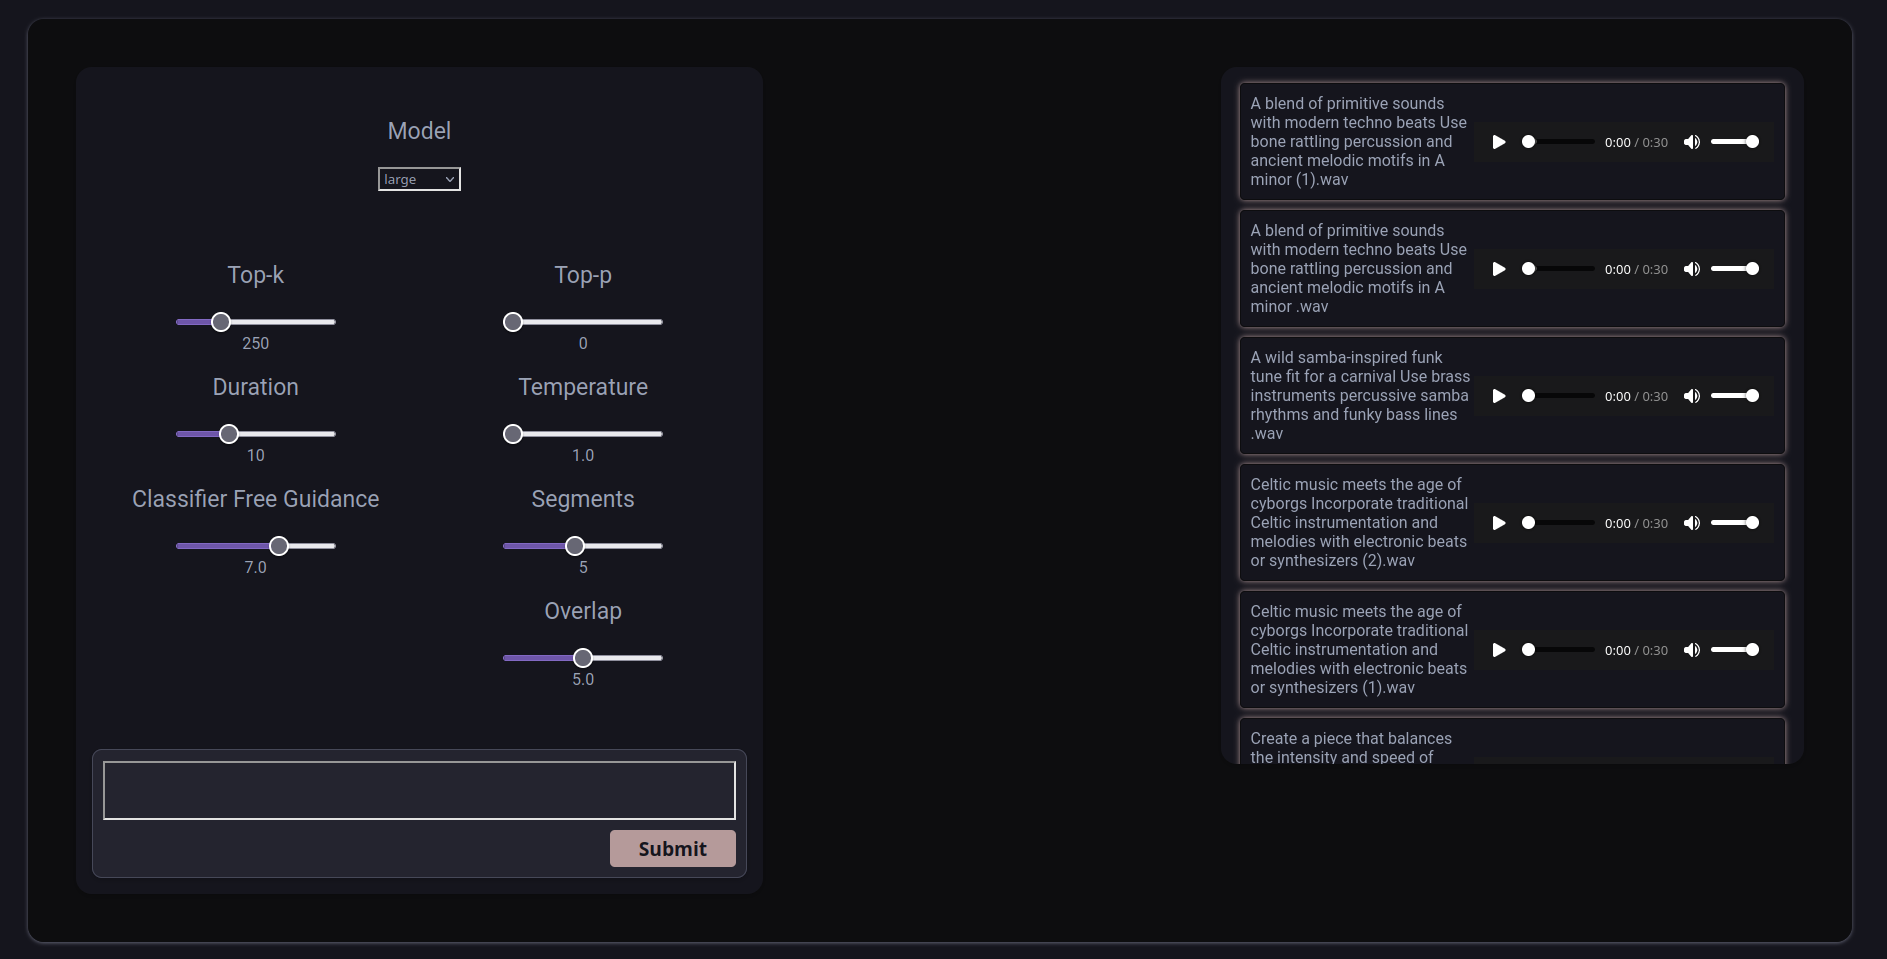 Model
large
Top-k
Top-p
250
0
Duration
Temperature
10
1.0
Classifier Free Guidance
Segments
7.0
5
Overlap
5.0
Submit
A blend of primitive sounds
with modern techno beats Use
bone rattling percussion and
ancient melodic motifs in A
minor (1).wav
0:00 / 0:30
A blend of primitive sounds
with modern techno beats Use
bone rattling percussion and
ancient melodic motifs in A
minor .wav
0:00 / 0:30
A wild samba-inspired funk
tune fit for a carnival Use brass
instruments percussive samba
rhythms and funky bass lines
.wav
0:00 / 0:30
Celtic music meets the age of
cyborgs Incorporate traditional
Celtic instrumentation and
melodies with electronic beats
or synthesizers (2).wav
0:00 / 0:30
Celtic music meets the age of
cyborgs Incorporate traditional
Celtic instrumentation and
melodies with electronic beats
or synthesizers (1).wav
0:00 / 0:30
Create a piece that balances
the intensity and speed of